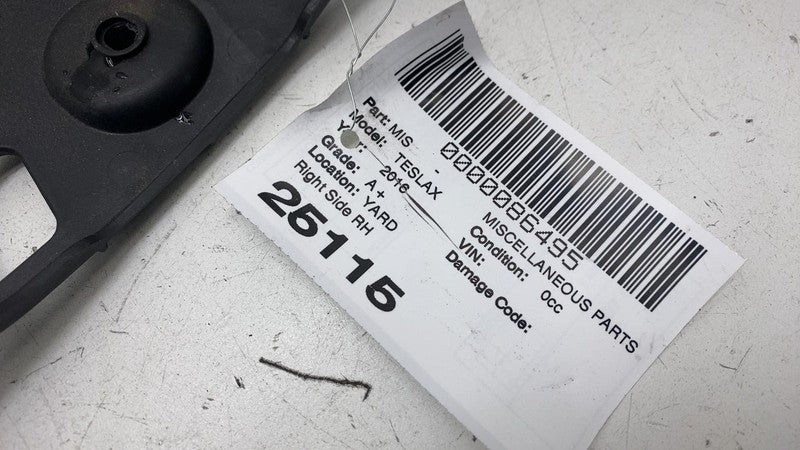 0000086495
Part: MIS - MISCELLANEOUS PARTS
Model: TESLAX Condition: 0cc
2016 VIN:
Grade: A+ Damage Code:
Location: YARD
Right Side RH
25115